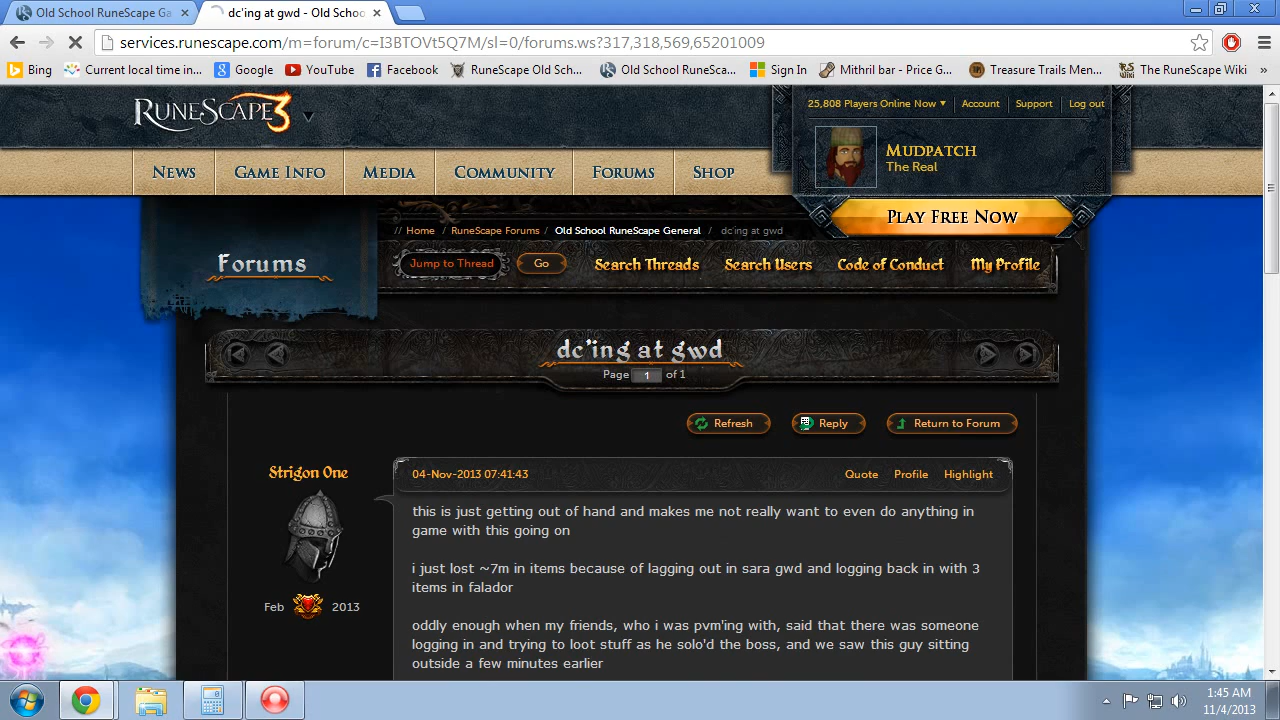 Old School RuneScape Ga
dc'ing at gwd - Old Schoo
services.runescape.com/m=forum/c=I3BTOVt5Q7M/sl=0/forums.ws?317,318,569,65201009
Bing
Current local time in...
Google
YouTube
Facebook
RuneScape Old Sch...
Old School RuneSca...
Sign In
Mithril bar - Price G...
Treasure Trails Men...
The RuneScape Wiki
»
RuneScape 3
25,808 Players Online Now ▼
Account
Support
Log out
Mudpatch
The Real
News
Game Info
Media
Community
Forums
Shop
Play Free Now
// Home / RuneScape Forums / Old School RuneScape General / dc'ing at gwd
Forums
Jump to Thread
Go
Search Threads
Search Users
Code of Conduct
My Profile
dc'ing at gwd
Page 1 of 1
Refresh
Reply
Return to Forum
Strigon One
04-Nov-2013 07:41:43
Quote
Profile
Highlight
this is just getting out of hand and makes me not really want to even do anything in
game with this going on
i just lost ~7m in items because of lagging out in sara gwd and logging back in with 3
items in falador
Feb 2013
oddly enough when my friends, who i was pvm'ing with, said that there was someone
logging in and trying to loot stuff as he solo'd the boss, and we saw this guy sitting
outside a few minutes earlier
1:45 AM
11/4/2013